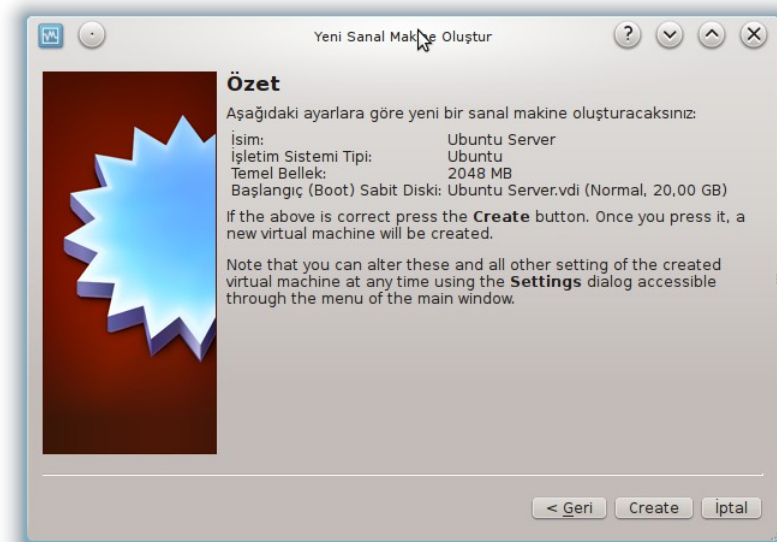 Yeni Sanal Makine Oluştur
Özet
Aşağıdaki ayarlara göre yeni bir sanal makine oluşturacaksınız:
İsim: Ubuntu Server
İşletim Sistemi Tipi: Ubuntu
Temel Bellek: 2048 MB
Başlangıç (Boot) Sabit Diski: Ubuntu Server.vdi (Normal, 20,00 GB)
If the above is correct press the Create button. Once you press it, a
new virtual machine will be created.
Note that you can alter these and all other setting of the created
virtual machine at any time using the Settings dialog accessible
through the menu of the main window.
< Geri Create İptal